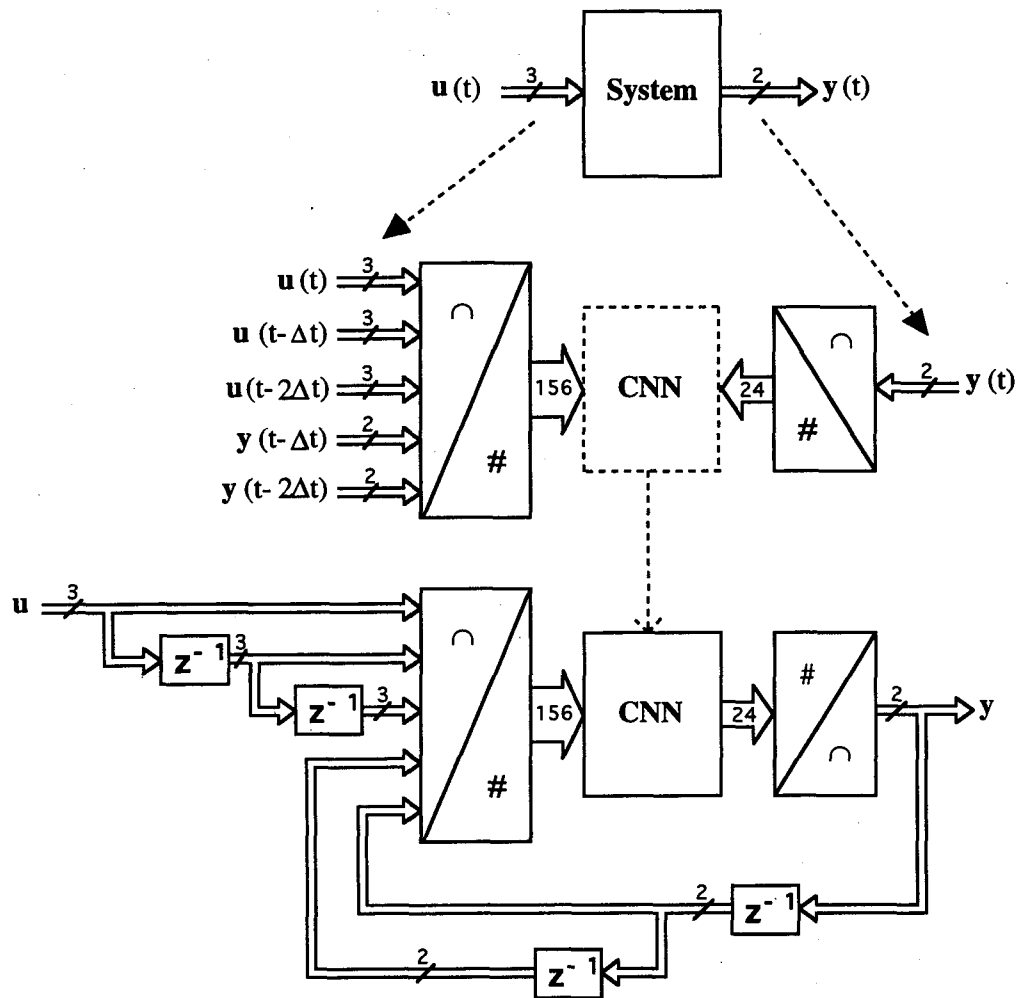 3
2
u (t)
System
y (t)
u (t)
3
u (t- Δt)
3
u (t- 2Δt)
3
y (t- Δt)
2
y (t- 2Δt)
2
∩
#
156
CNN
24
∩
#
2
y (t)
u
3
z⁻¹
3
z⁻¹
3
∩
#
156
CNN
24
#
∩
2
y
2
z⁻¹
2
z⁻¹